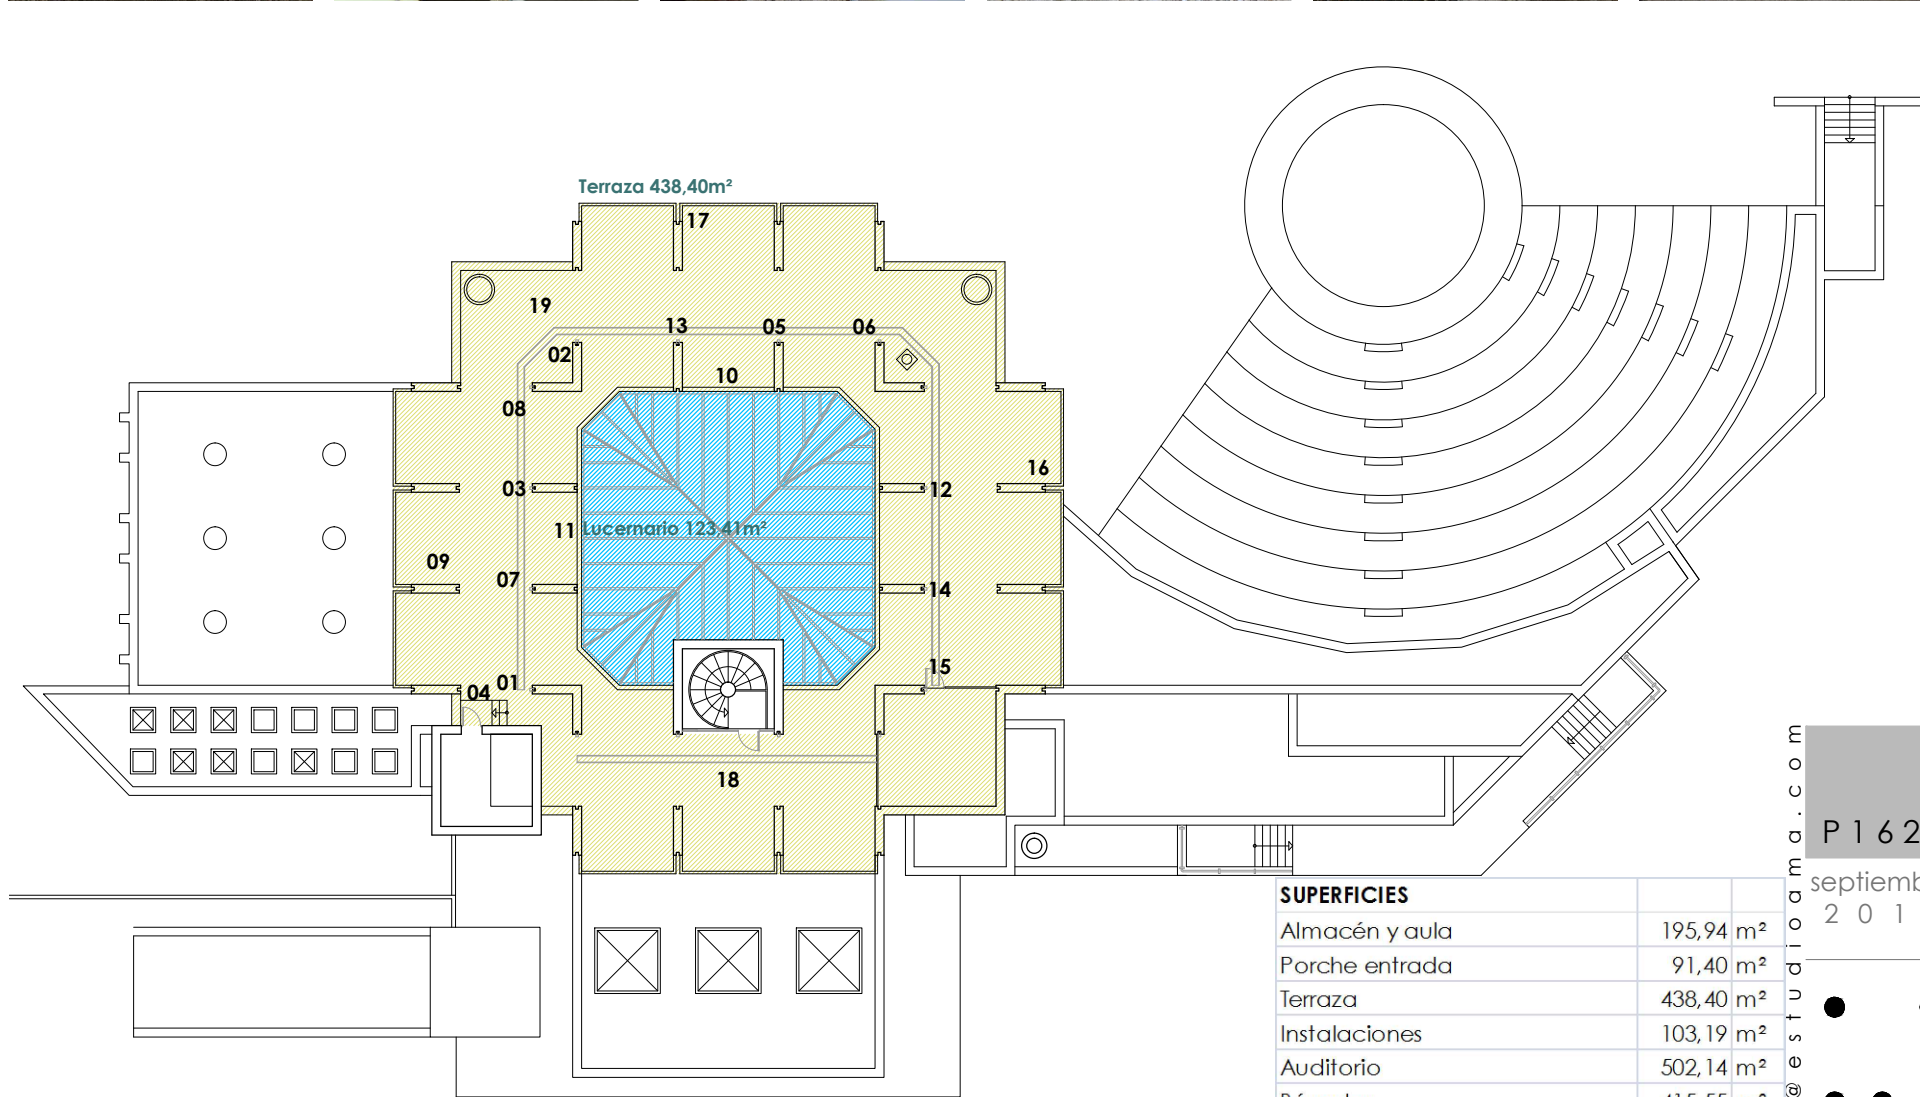 Terraza 438,40m²
17
19
13
05
06
02
10
08
16
03
12
11
Lucernario 123,41m²
09
07
14
15
01
04
18
SUPERFICIES
Almacén y aula 195,94 m²
Porche entrada 91,40 m²
Terraza 438,40 m²
Instalaciones 103,19 m²
Auditorio 502,14 m²
@estudioama.com
P162
septiemb
201